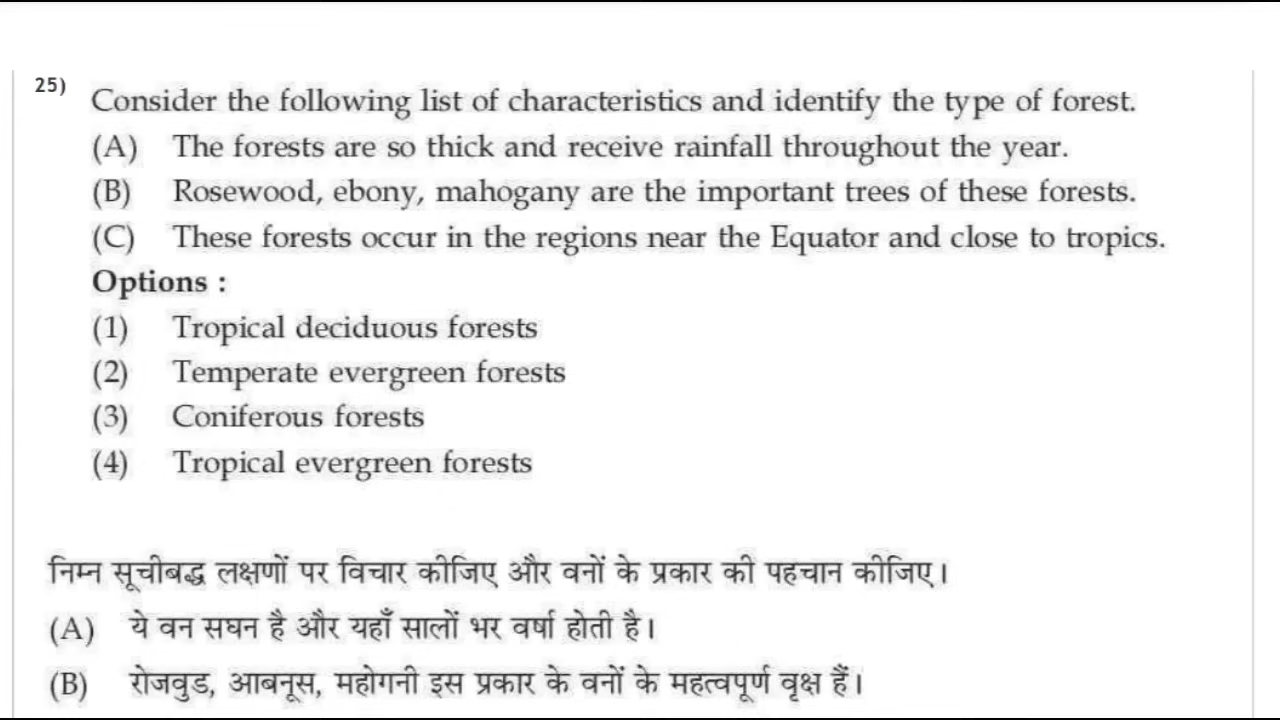 25)
Consider the following list of characteristics and identify the type of forest.
(A) The forests are so thick and receive rainfall throughout the year.
(B) Rosewood, ebony, mahogany are the important trees of these forests.
(C) These forests occur in the regions near the Equator and close to tropics.
Options :
(1) Tropical deciduous forests
(2) Temperate evergreen forests
(3) Coniferous forests
(4) Tropical evergreen forests
निम्न सूचीबद्ध लक्षणों पर विचार कीजिए और वनों के प्रकार की पहचान कीजिए।
(A) ये वन सघन है और यहाँ सालों भर वर्षा होती है।
(B) रोजवुड, आबनूस, महोगनी इस प्रकार के वनों के महत्वपूर्ण वृक्ष हैं।